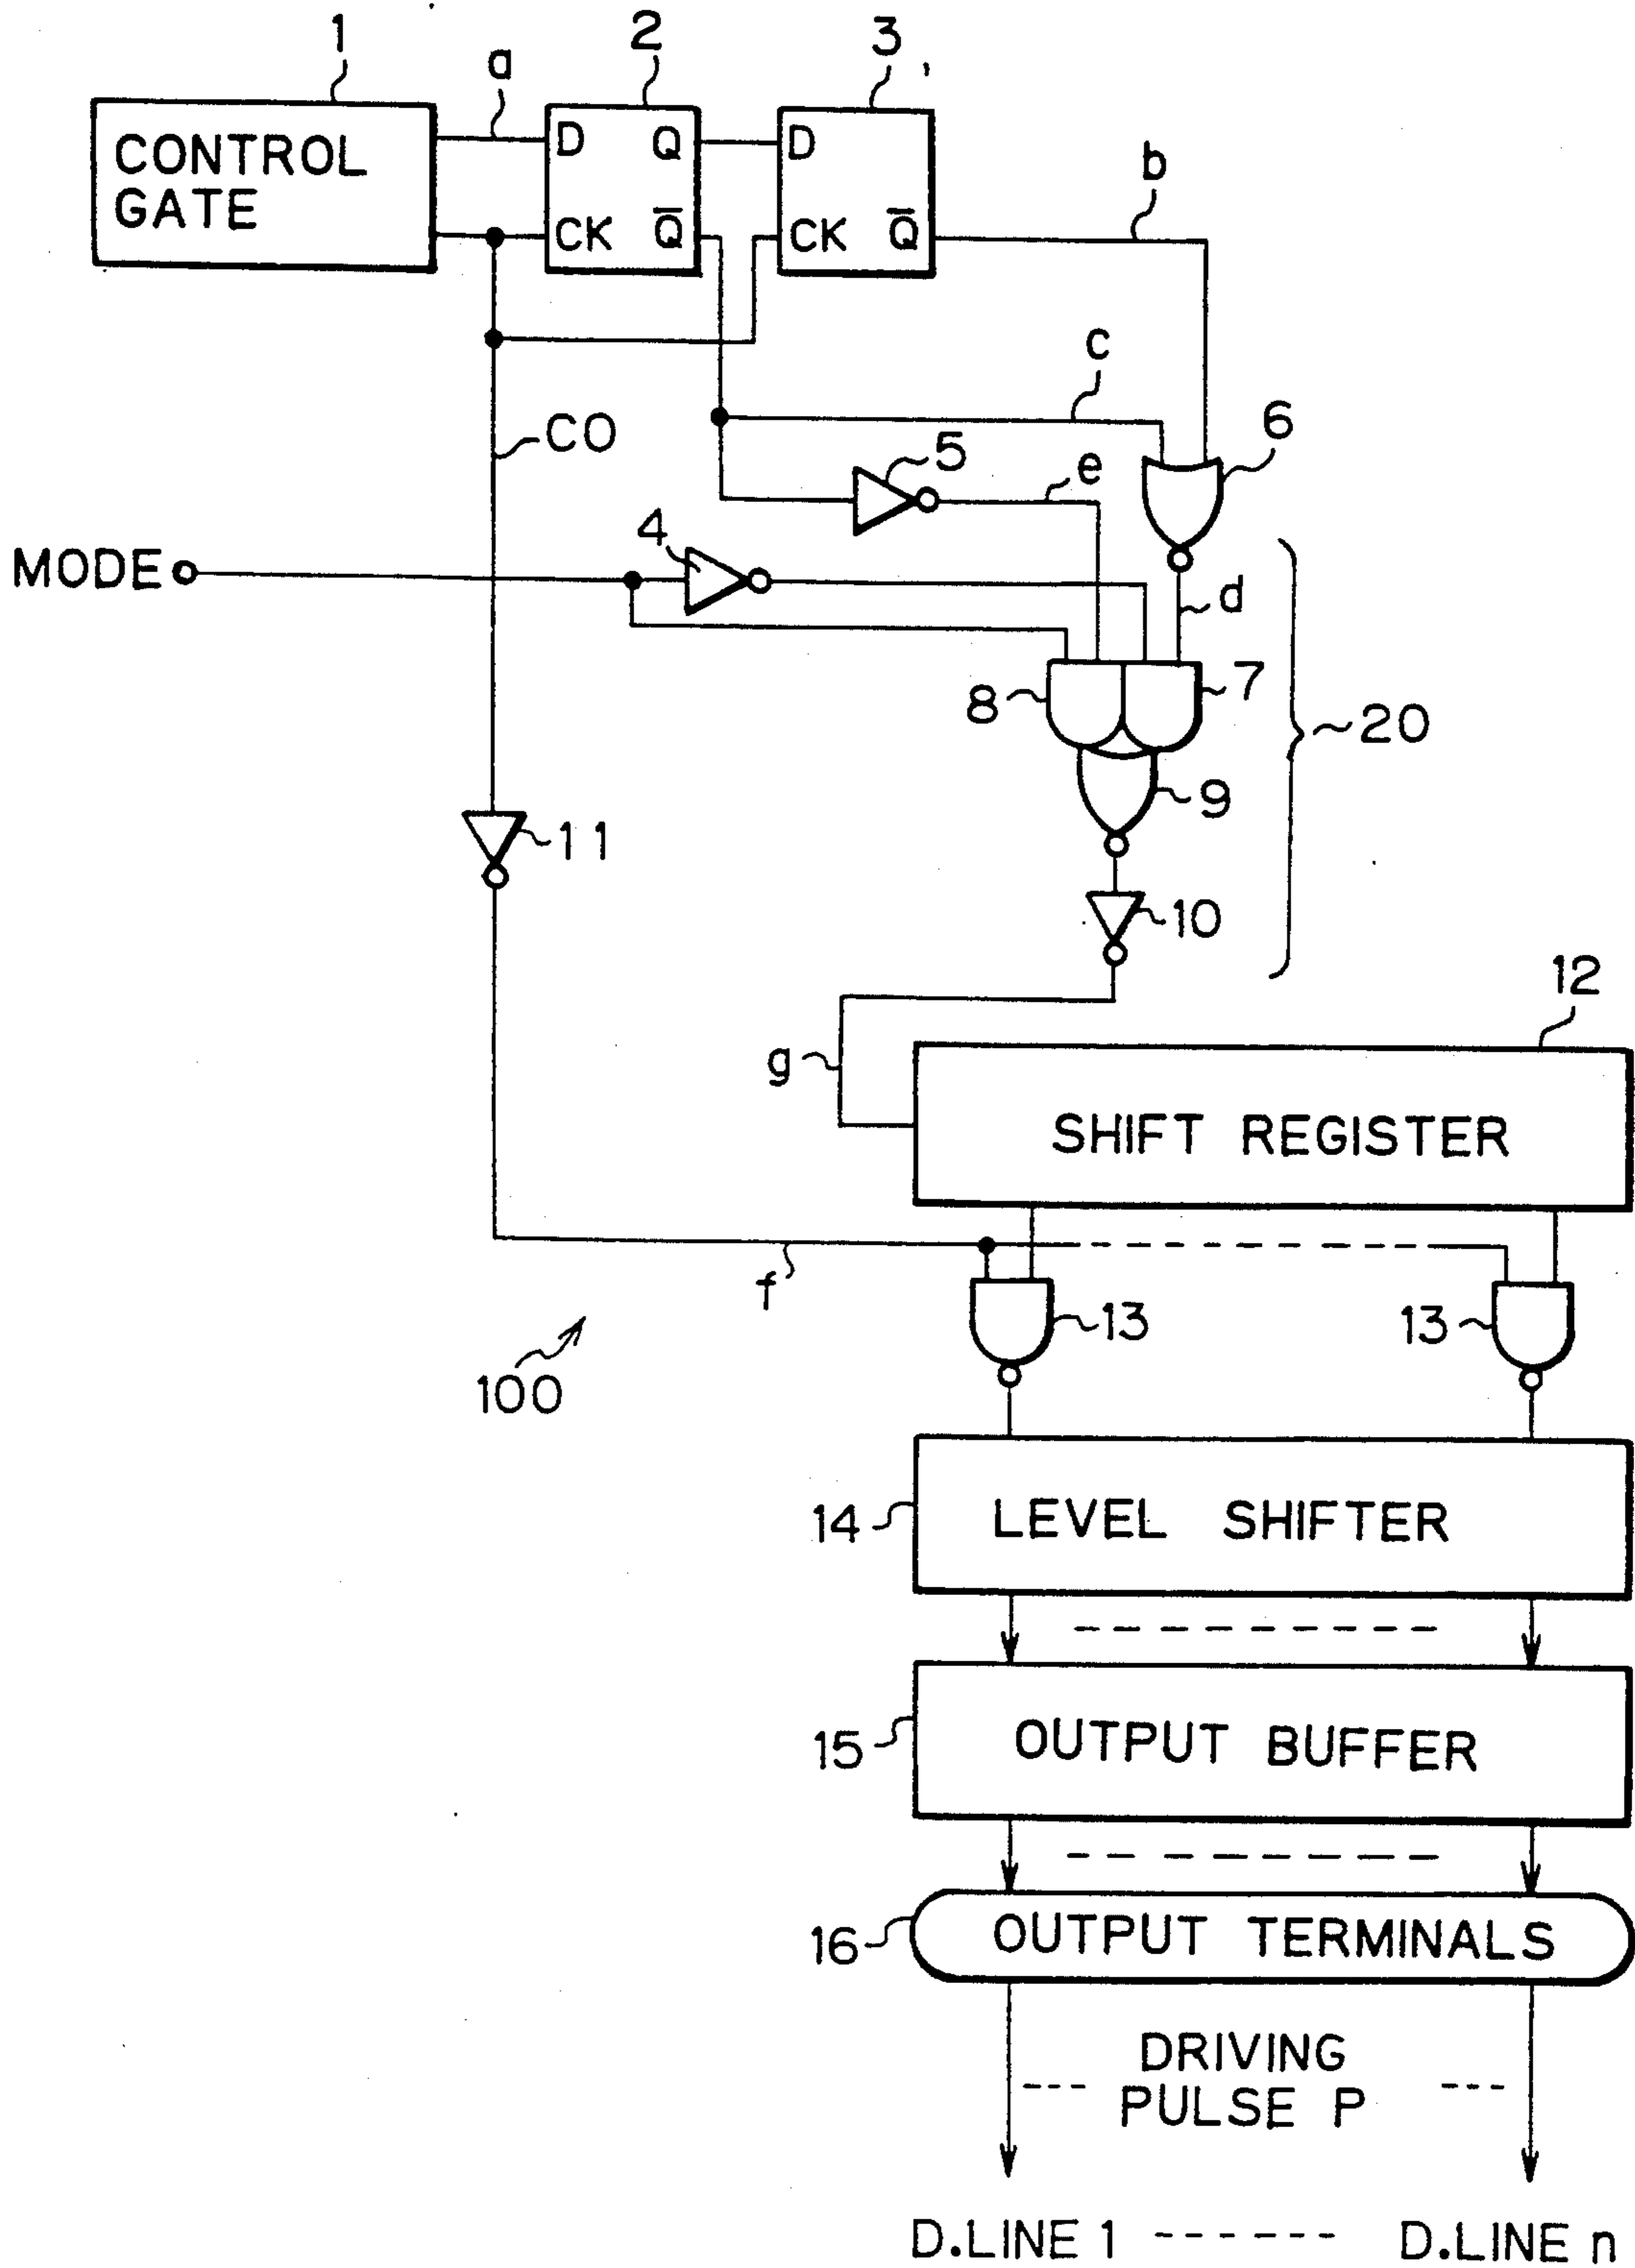 1
a
2
3
CONTROL
GATE
D Q
CK Q̅
D
CK Q̅
b
c
CO
5
e
6
4
MODE
d
8
7
20
9
11
10
12
g
SHIFT REGISTER
f
13
13
100
14
LEVEL SHIFTER
15
OUTPUT BUFFER
16
OUTPUT TERMINALS
DRIVING
PULSE P
D.LINE 1 D.LINE n